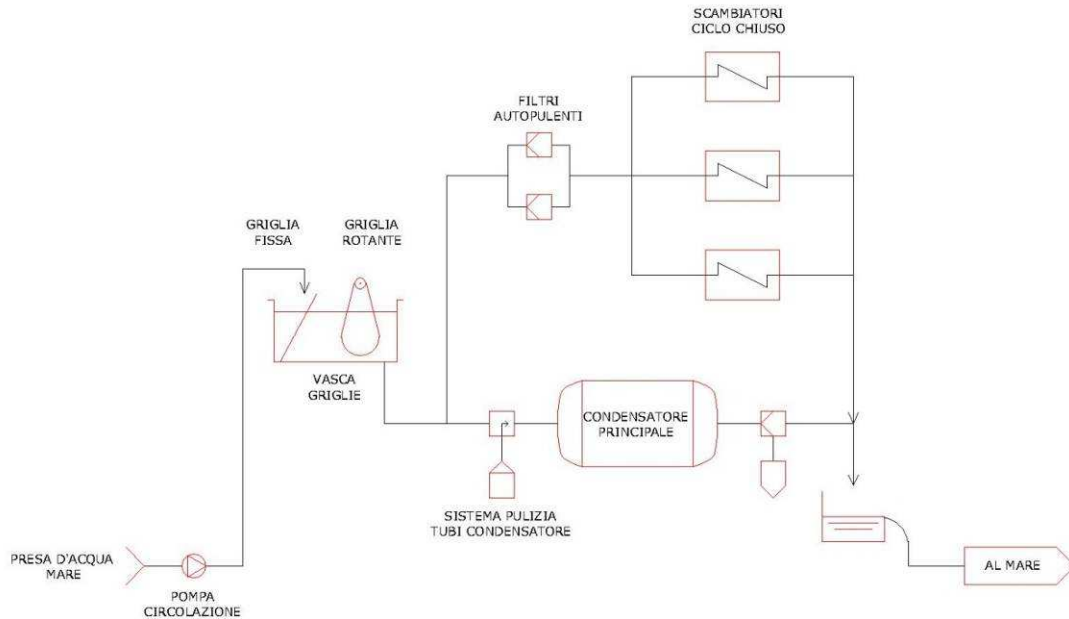 SCAMBIATORI
CICLO CHIUSO
FILTRI
AUTOPULENTI
GRIGLIA
FISSA
GRIGLIA
ROTANTE
VASCA
GRIGLIE
CONDENSATORE
PRINCIPALE
SISTEMA PULIZIA
TUBI CONDENSATORE
PRESA D'ACQUA
MARE
POMPA
CIRCOLAZIONE
AL MARE